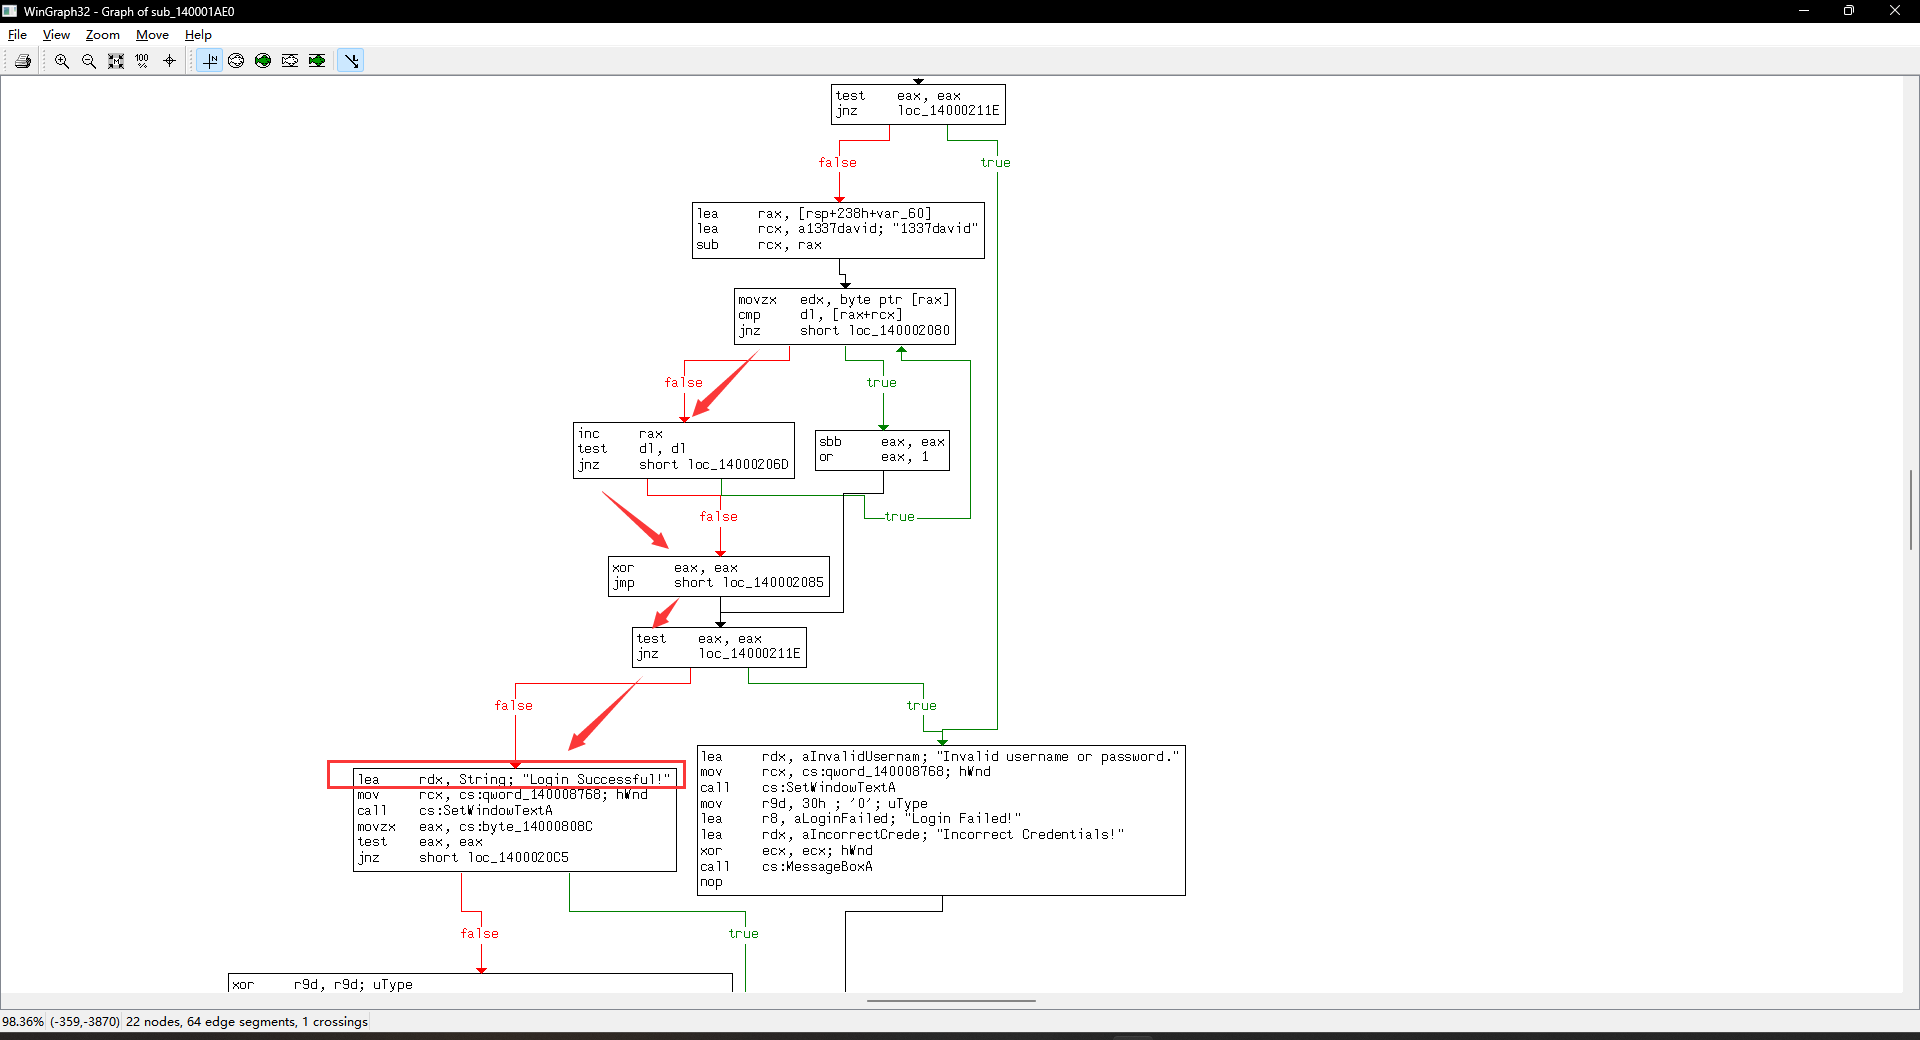 WinGraph32 - Graph of sub_140001AE0
File View Zoom Move Help
100 %
N
test eax, eax
jnz loc_14000211E
false
true
lea rax, [rsp+238h+var_60]
lea rcx, a1337david; "1337david"
sub rcx, rax
movzx edx, byte ptr [rax]
cmp dl, [rax+rcx]
jnz short loc_140002080
false
true
inc rax
test dl, dl
jnz short loc_14000206D
sbb eax, eax
or eax, 1
false
true
xor eax, eax
jmp short loc_140002085
test eax, eax
jnz loc_14000211E
false
true
lea rdx, String; "Login Successful!"
mov rcx, cs:qword_140008768; hWnd
call cs:SetWindowTextA
movzx eax, cs:byte_14000808C
test eax, eax
jnz short loc_1400020C5
lea rdx, aInvalidUsernam; "Invalid username or password."
mov rcx, cs:qword_140008768; hWnd
call cs:SetWindowTextA
mov r9d, 30h ; '0'; uType
lea r8, aLoginFailed; "Login Failed!"
lea rdx, aIncorrectCrede; "Incorrect Credentials!"
xor ecx, ecx; hWnd
call cs:MessageBoxA
nop
false
true
xor r9d, r9d; uType
98.36% (-359,-3870) 22 nodes, 64 edge segments, 1 crossings